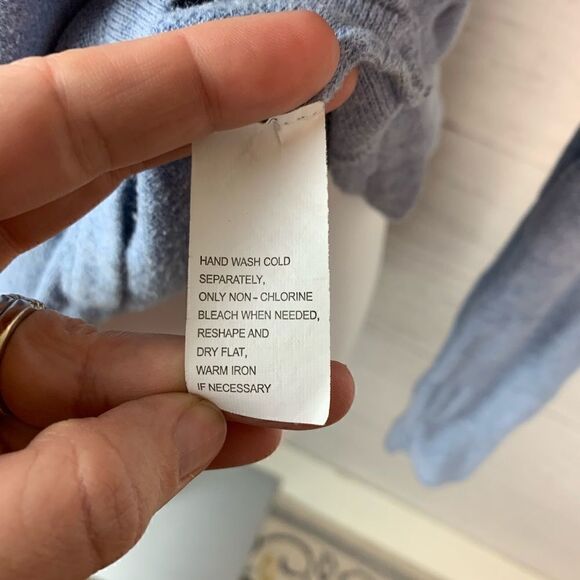 HAND WASH COLD
SEPARATELY,
ONLY NON-CHLORINE
BLEACH WHEN NEEDED,
RESHAPE AND
DRY FLAT,
WARM IRON
IF NECESSARY